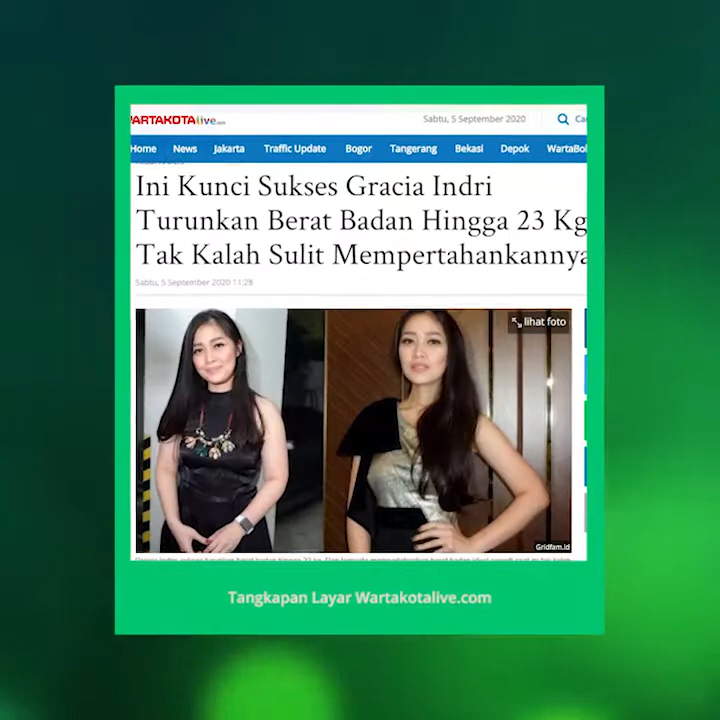 WARTAKOTAlive.com
Sabtu, 5 September 2020
Home News Jakarta Traffic Update Bogor Tangerang Bekasi Depok WartaBol
Ini Kunci Sukses Gracia Indri
Turunkan Berat Badan Hingga 23 Kg
Tak Kalah Sulit Mempertahankannya
Sabtu, 5 September 2020 11:28
lihat foto
Gridfam.id
Tangkapan Layar Wartakotalive.com